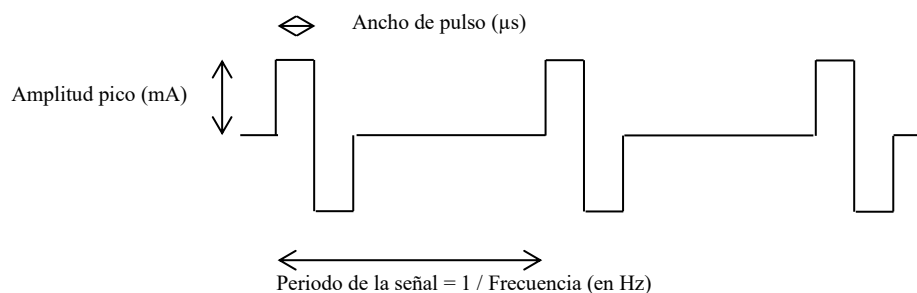 Ancho de pulso (µs)
Amplitud pico (mA)
Periodo de la señal = 1 / Frecuencia (en Hz)